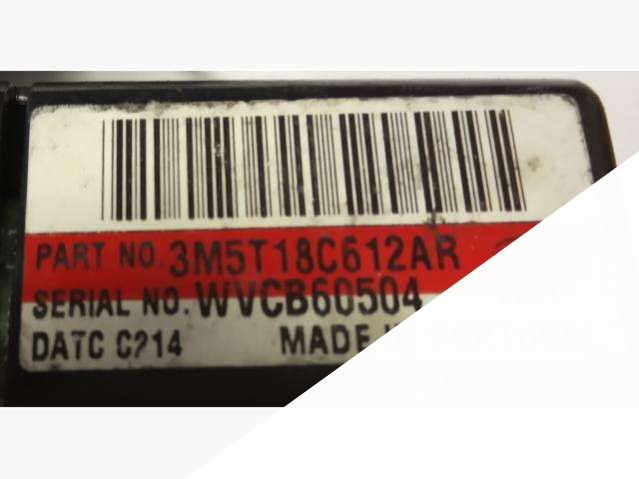 PART NO. 3M5T18C612AR
SERIAL NO. WVCB60504
DATC C214 MADE IN PORTUGAL